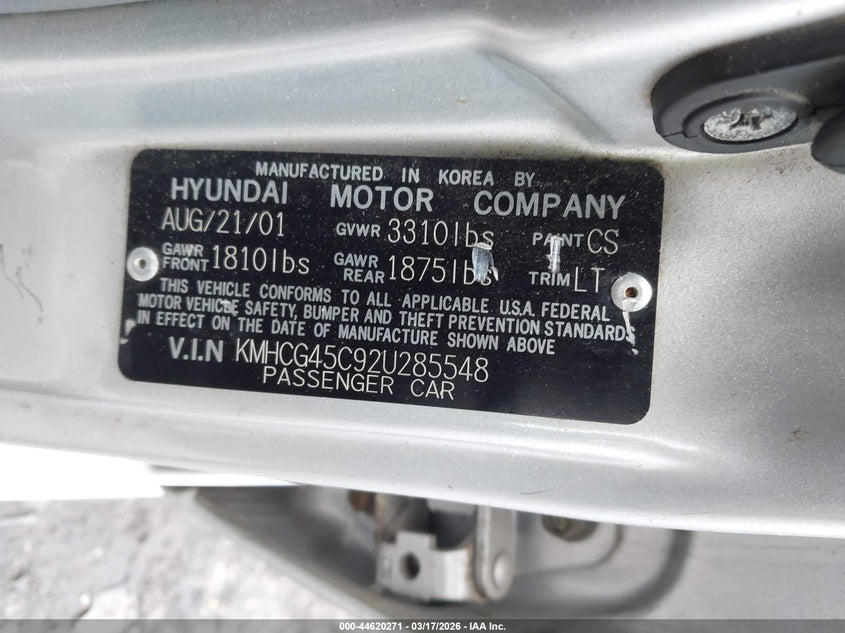 MANUFACTURED IN KOREA BY
HYUNDAI MOTOR COMPANY
AUG/21/01 GVWR 3310lbs PAINT CS
GAWR FRONT 1810lbs GAWR REAR 1875lbs TRIM LT
THIS VEHICLE CONFORMS TO ALL APPLICABLE U.S.A. FEDERAL
MOTOR VEHICLE SAFETY, BUMPER AND THEFT PREVENTION STANDARDS
IN EFFECT ON THE DATE OF MANUFACTURE SHOWN ABOVE
V.I.N KMHCG45C92U285548
PASSENGER CAR
000-44620271 - 03/17/2026 - IAA Inc.